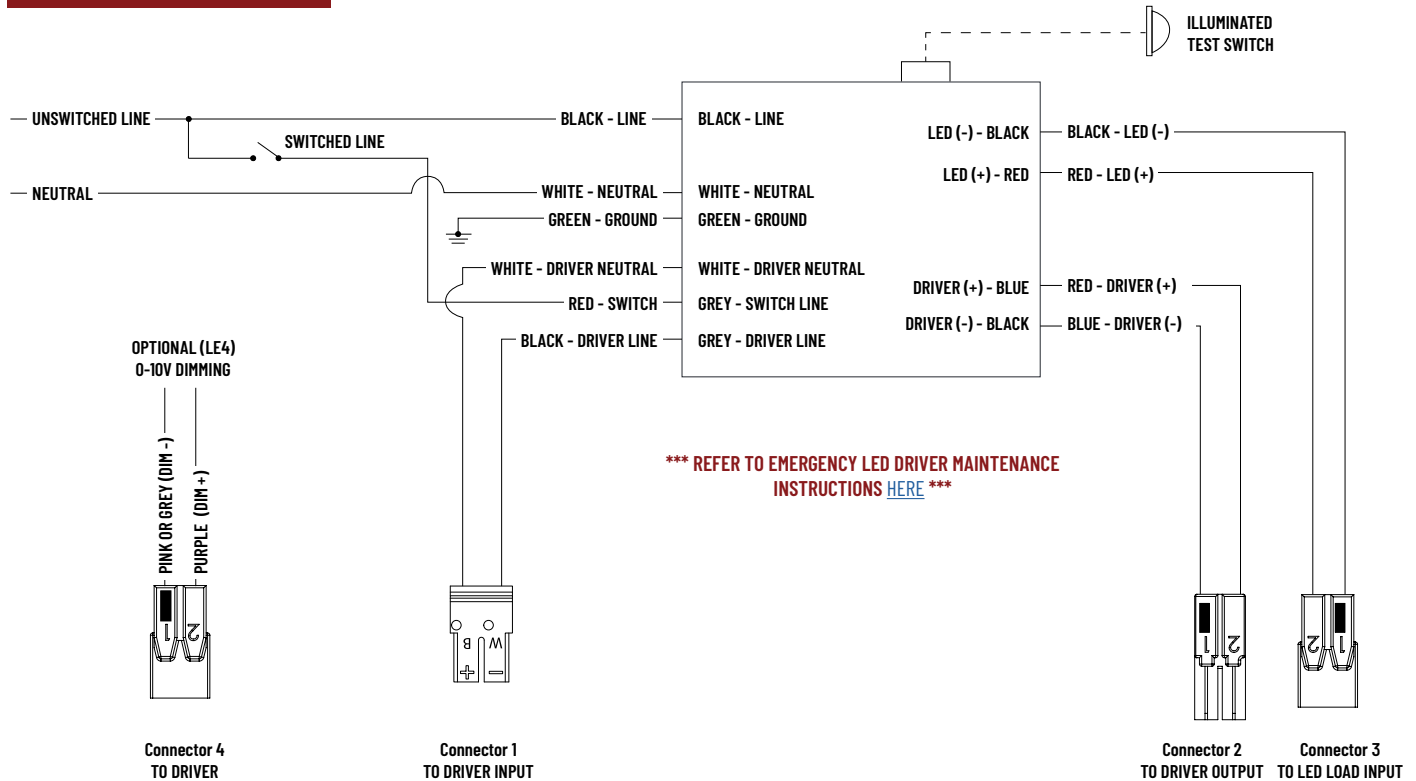 ILLUMINATED
TEST SWITCH
UNSWITCHED LINE
BLACK - LINE
BLACK - LINE
SWITCHED LINE
LED (-) - BLACK
BLACK - LED (-)
LED (+) - RED
RED - LED (+)
NEUTRAL
WHITE - NEUTRAL
WHITE - NEUTRAL
GREEN - GROUND
GREEN - GROUND
WHITE - DRIVER NEUTRAL
WHITE - DRIVER NEUTRAL
DRIVER (+) - BLUE
RED - DRIVER (+)
RED - SWITCH
GREY - SWITCH LINE
DRIVER (-) - BLACK
BLUE - DRIVER (-)
BLACK - DRIVER LINE
GREY - DRIVER LINE
OPTIONAL (LE4)
0-10V DIMMING
PINK OR GREY (DIM -)
PURPLE (DIM +)
*** REFER TO EMERGENCY LED DRIVER MAINTENANCE
INSTRUCTIONS HERE ***
1 2
B W
+ −
1 2
2 1
Connector 4
TO DRIVER
Connector 1
TO DRIVER INPUT
Connector 2
TO DRIVER OUTPUT
Connector 3
TO LED LOAD INPUT